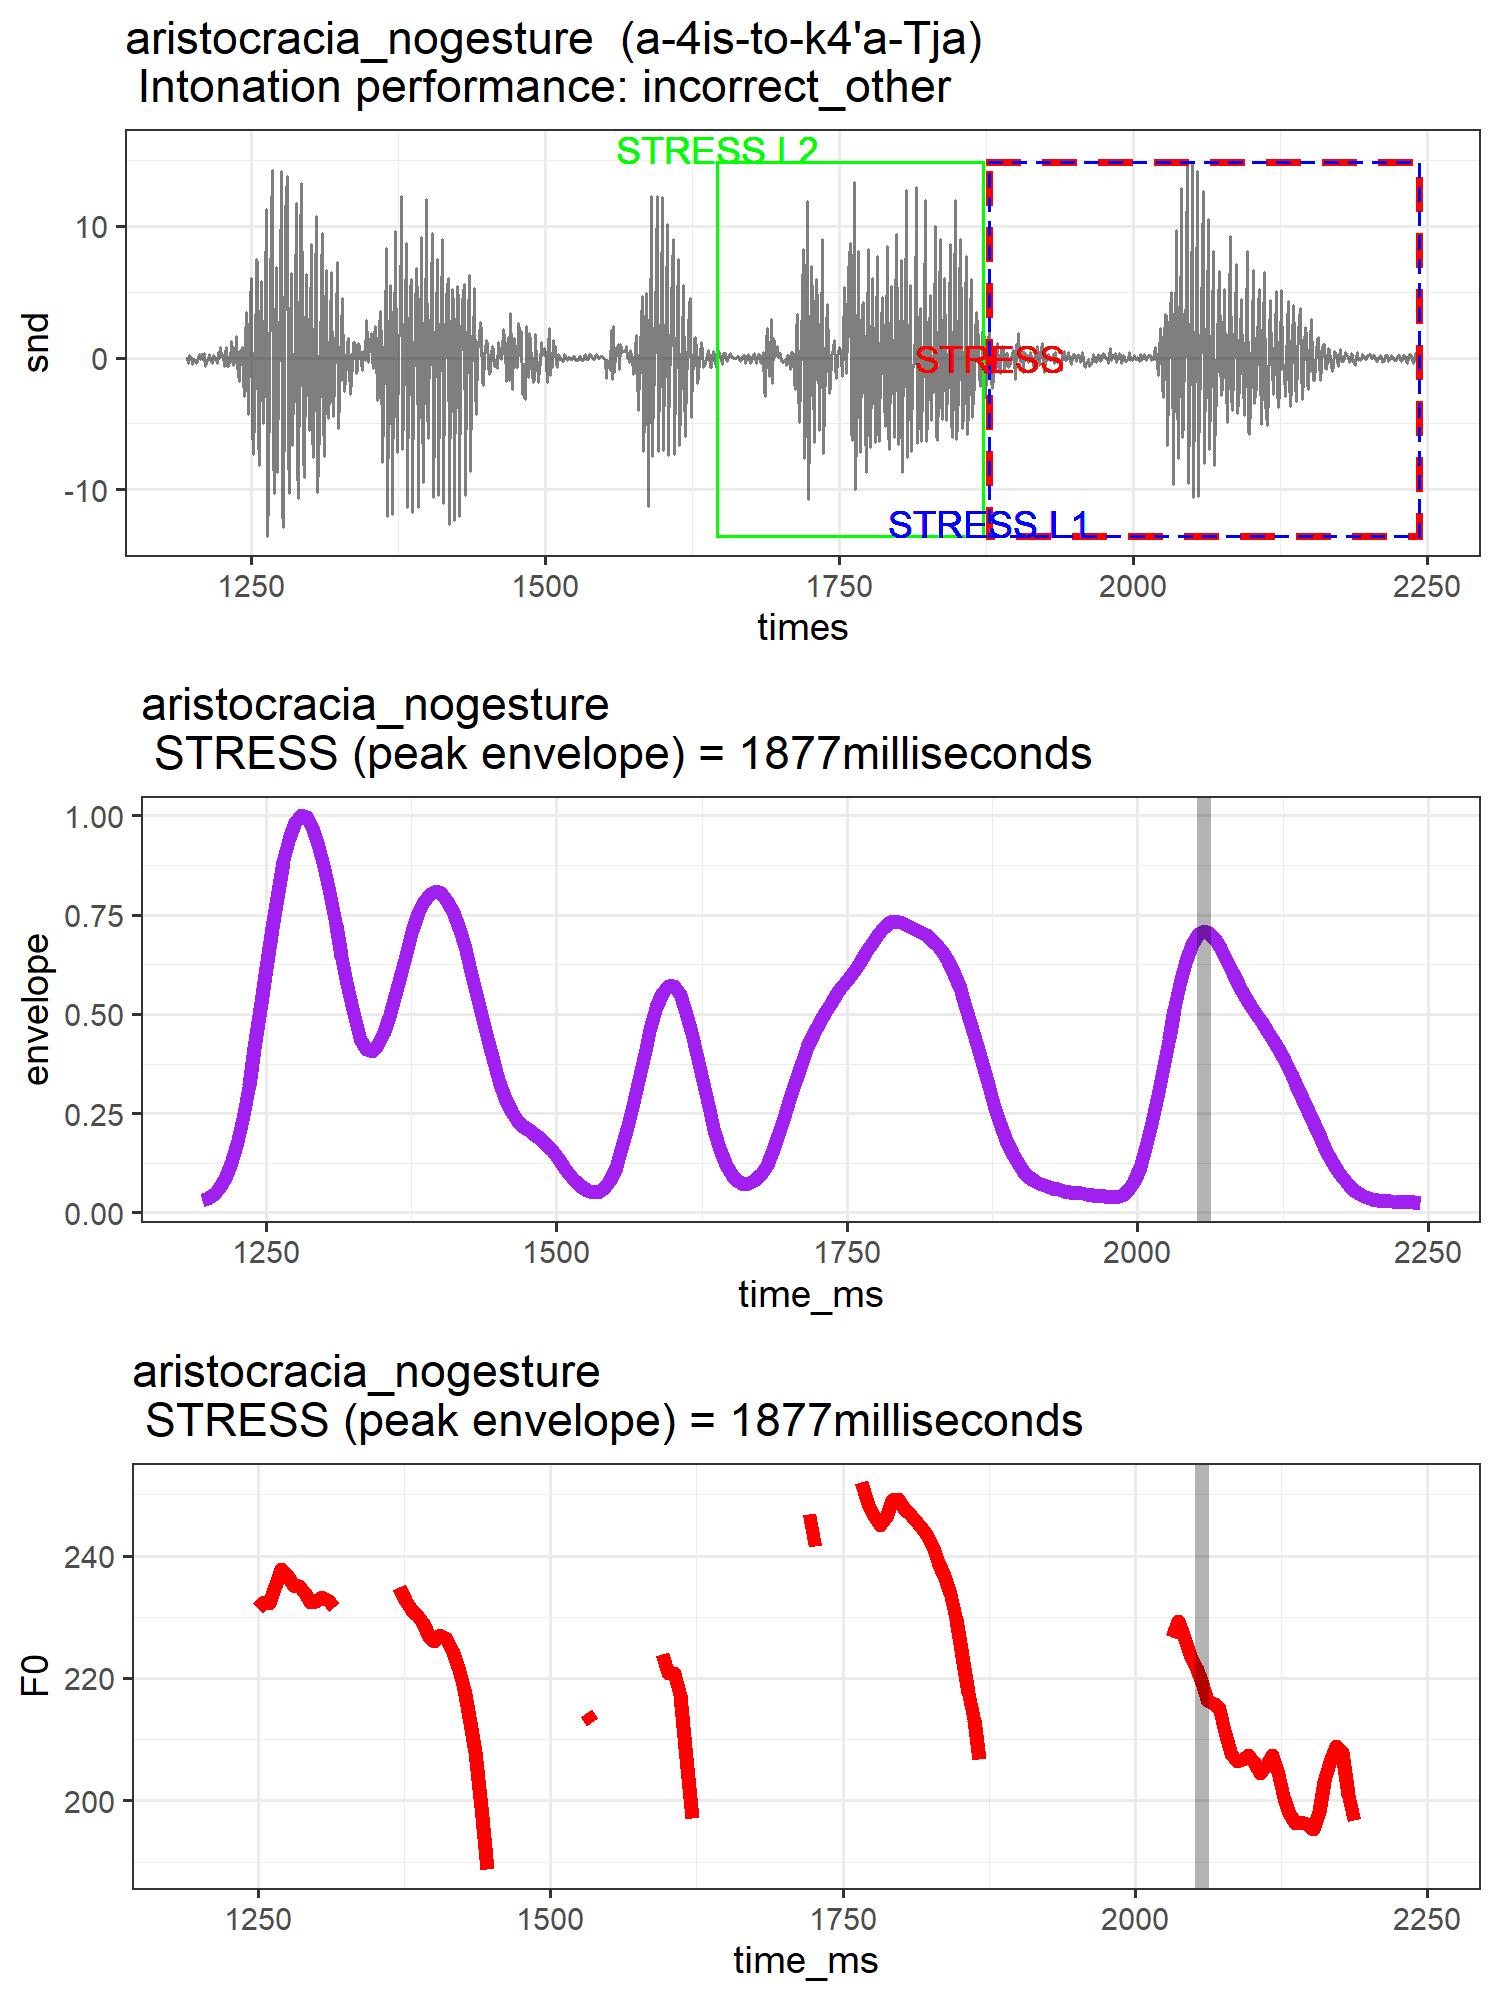 aristocracia_nogesture  (a-4is-to-k4'a-Tja)
Intonation performance: incorrect_other
STRESS L2
10
0
-10
snd
STRESS
STRESS L1
1250 1500 1750 2000 2250
times
aristocracia_nogesture
STRESS (peak envelope) = 1877milliseconds
1.00
0.75
0.50
0.25
0.00
envelope
1250 1500 1750 2000 2250
time_ms
aristocracia_nogesture
STRESS (peak envelope) = 1877milliseconds
240
220
200
F0
1250 1500 1750 2000 2250
time_ms